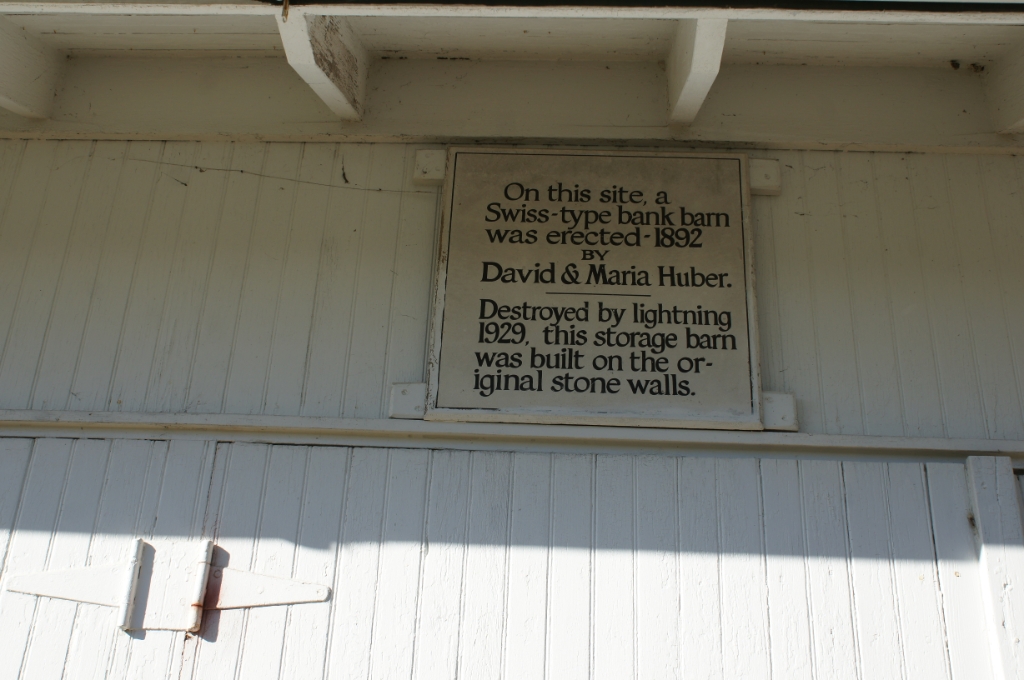 On this site, a
Swiss-type bank barn
was erected-1892
BY
David & Maria Huber.
Destroyed by lightning
1929, this storage barn
was built on the or-
iginal stone walls.